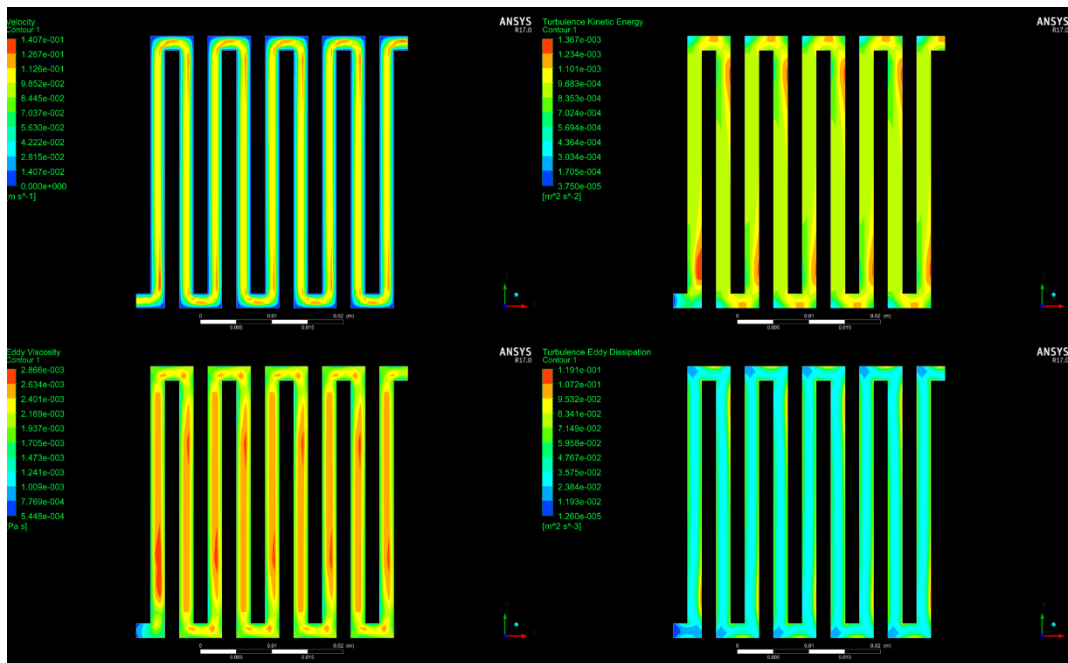 Velocity
Contour 1
1.407e-001
1.267e-001
1.126e-001
9.852e-002
8.445e-002
7.037e-002
5.630e-002
4.222e-002
2.815e-002
1.407e-002
0.000e+000
[m s^-1]
ANSYS
R17.0
0
0.005
0.01
0.015
0.02
(m)
Turbulence Kinetic Energy
Contour 1
1.367e-003
1.234e-003
1.101e-003
9.683e-004
8.353e-004
7.024e-004
5.694e-004
4.364e-004
3.034e-004
1.705e-004
3.750e-005
[m^2 s^-2]
ANSYS
R17.0
0
0.005
0.01
0.015
0.02
(m)
Eddy Viscosity
Contour 1
2.866e-003
2.634e-003
2.401e-003
2.169e-003
1.937e-003
1.705e-003
1.473e-003
1.241e-003
1.009e-003
7.769e-004
5.448e-004
[Pa s]
ANSYS
R17.0
0
0.005
0.01
0.015
0.02
(m)
Turbulence Eddy Dissipation
Contour 1
1.191e-001
1.072e-001
9.532e-002
8.341e-002
7.149e-002
5.958e-002
4.767e-002
3.575e-002
2.384e-002
1.193e-002
1.260e-005
[m^2 s^-3]
ANSYS
R17.0
0
0.005
0.01
0.015
0.02
(m)